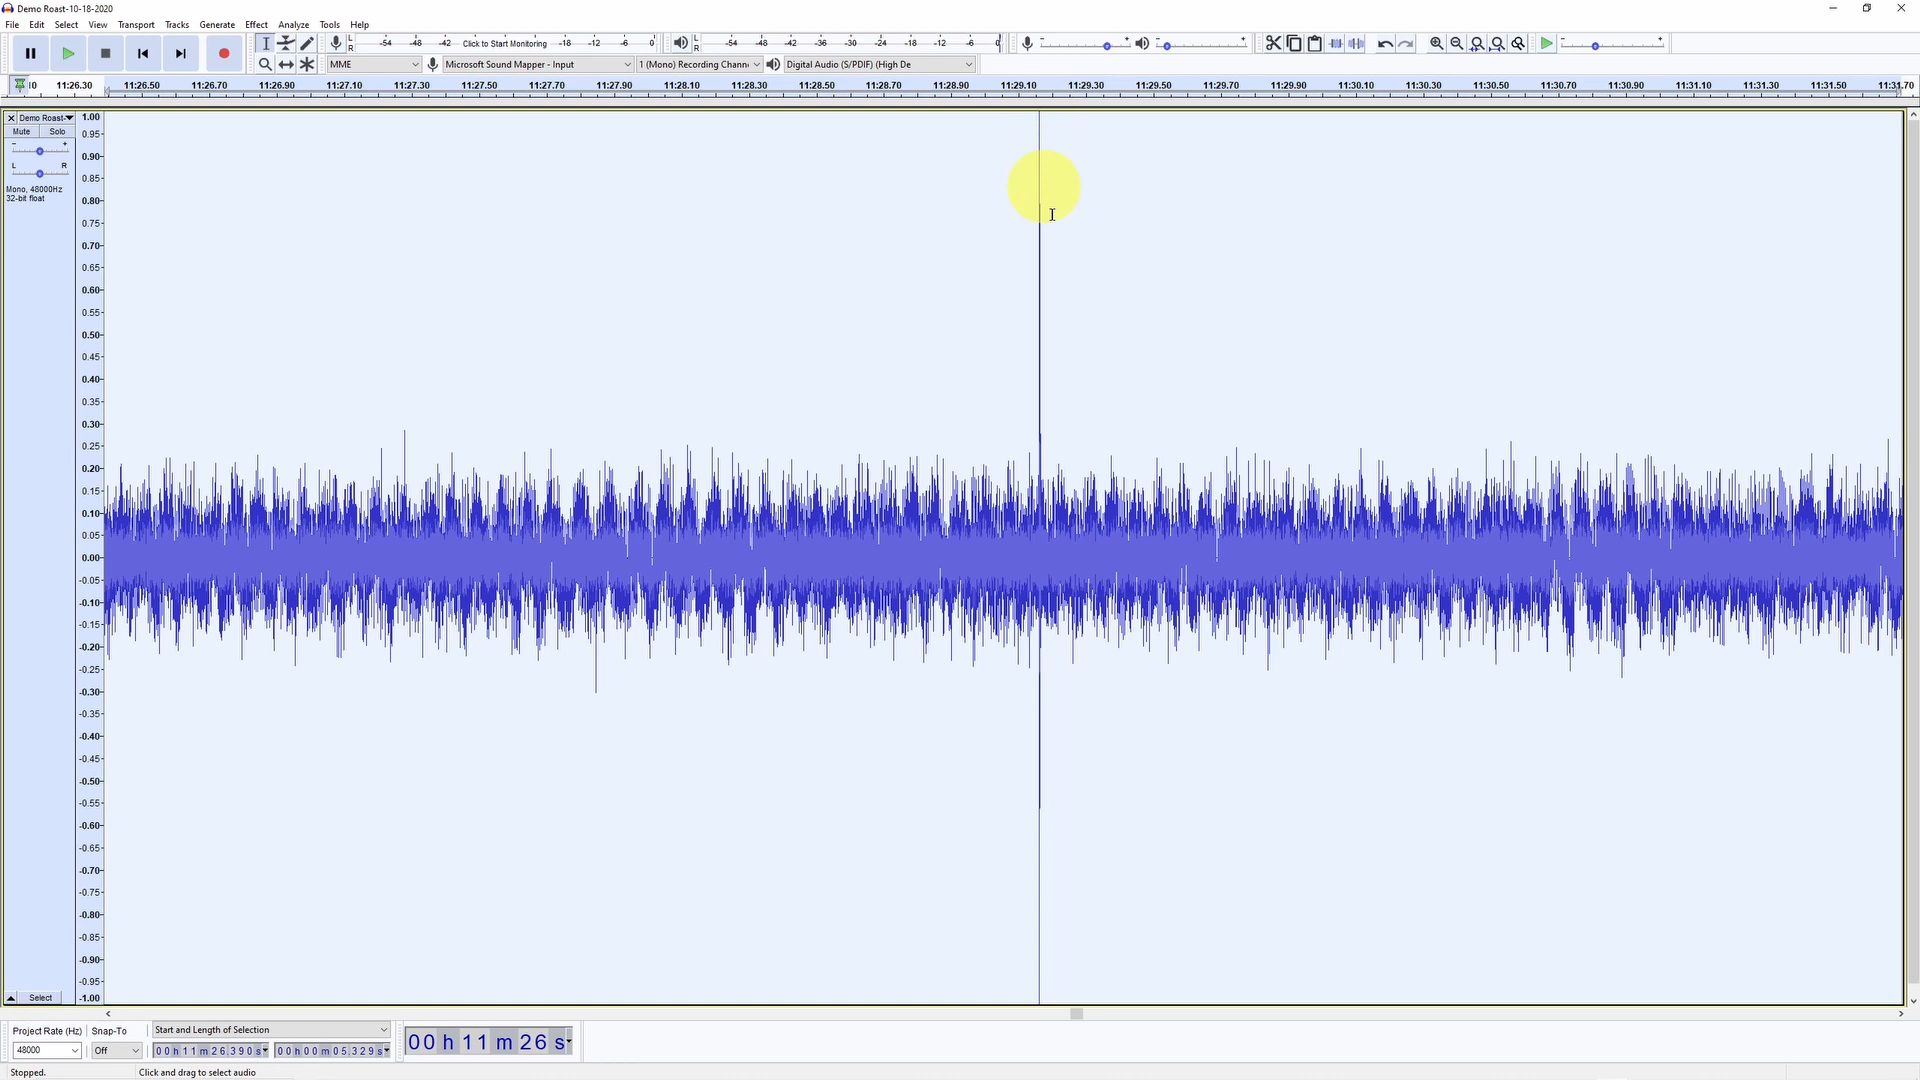 Demo Roast-10-18-2020
File Edit Select View Transport Tracks Generate Effect Analyze Tools Help
L
R
-54 -48 -42 Click to Start Monitoring -18 -12 -6 0
L
R
-54 -48 -42 -36 -30 -24 -18 -12 -6 0
- +
- +
- +
MME
Microsoft Sound Mapper - Input
1 (Mono) Recording Chann
Digital Audio (S/PDIF) (High De
10 11:26.30 11:26.50 11:26.70 11:26.90 11:27.10 11:27.30 11:27.50 11:27.70 11:27.90 11:28.10 11:28.30 11:28.50 11:28.70 11:28.90 11:29.10 11:29.30 11:29.50 11:29.70 11:29.90 11:30.10 11:30.30 11:30.50 11:30.70 11:30.90 11:31.10 11:31.30 11:31.50 11:31.70
Demo Roast-
Mute Solo
- +
L R
Mono, 48000Hz
32-bit float
1.00
0.95
0.90
0.85
0.80
0.75
0.70
0.65
0.60
0.55
0.50
0.45
0.40
0.35
0.30
0.25
0.20
0.15
0.10
0.05
0.00
-0.05
-0.10
-0.15
-0.20
-0.25
-0.30
-0.35
-0.40
-0.45
-0.50
-0.55
-0.60
-0.65
-0.70
-0.75
-0.80
-0.85
-0.90
-0.95
-1.00
Select
Project Rate (Hz) Snap-To Start and Length of Selection
48000 Off 00h11m26.390s 00h00m05.329s
00h11m26s
Stopped. Click and drag to select audio